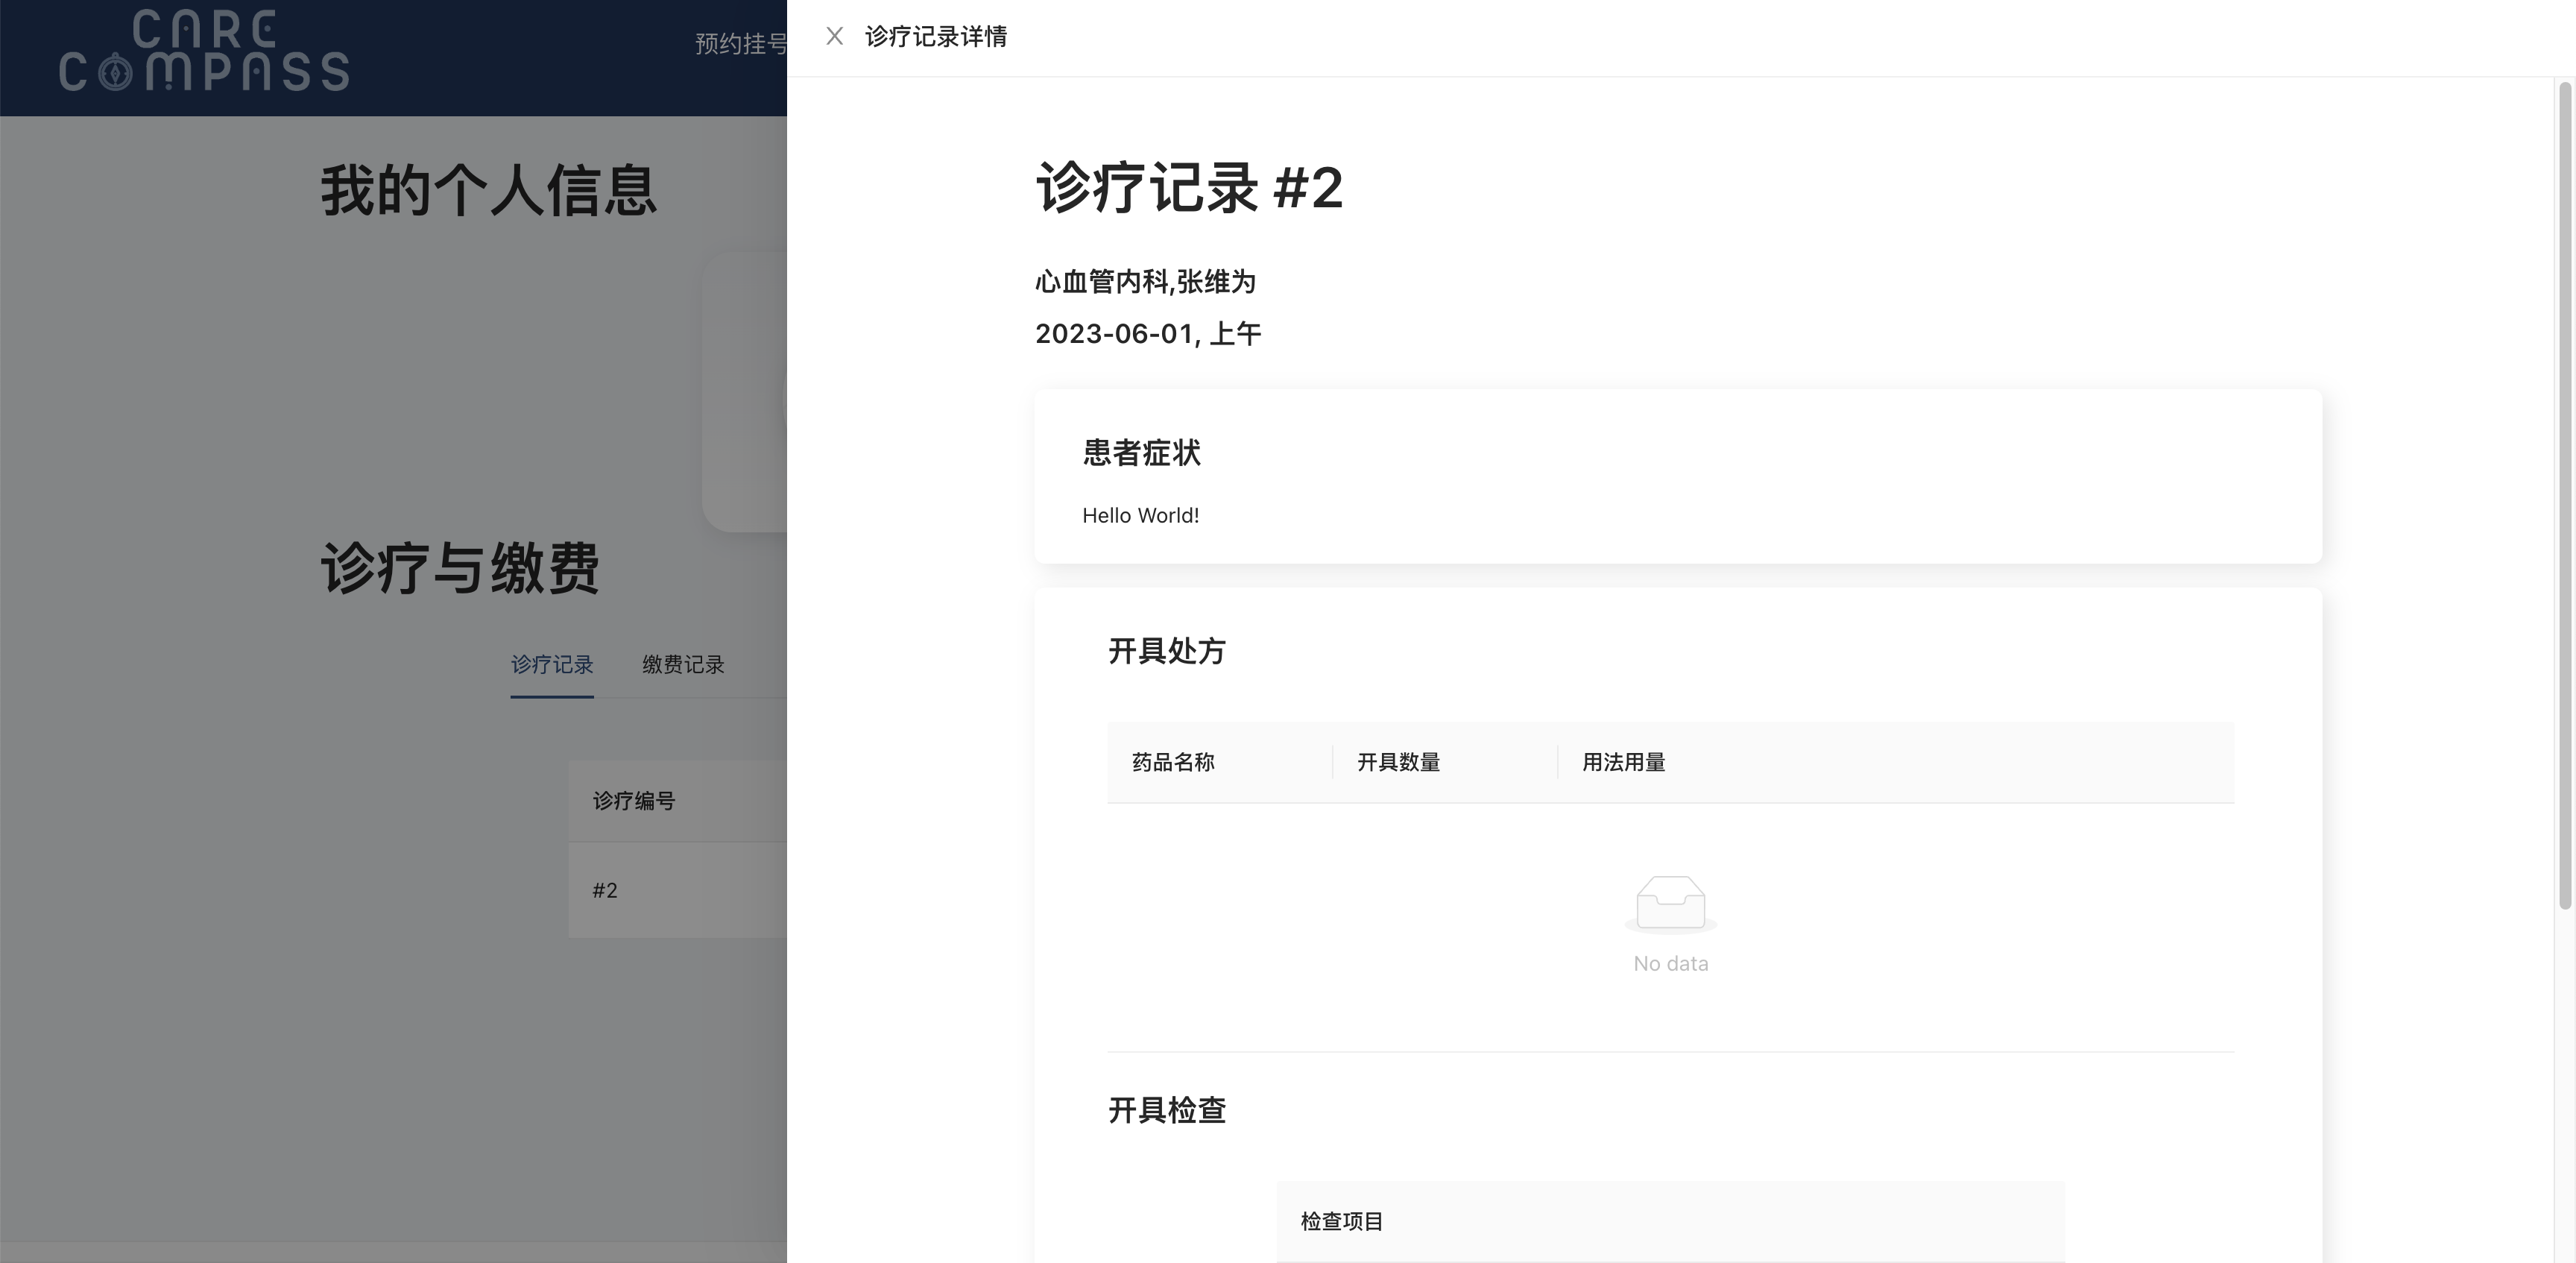 CARE
COMPASS
预约挂号
我的个人信息
诊疗与缴费
诊疗记录
缴费记录
诊疗编号
#2
诊疗记录详情
诊疗记录 #2
心血管内科,张维为
2023-06-01, 上午
患者症状
Hello World!
开具处方
药品名称
开具数量
用法用量
No data
开具检查
检查项目